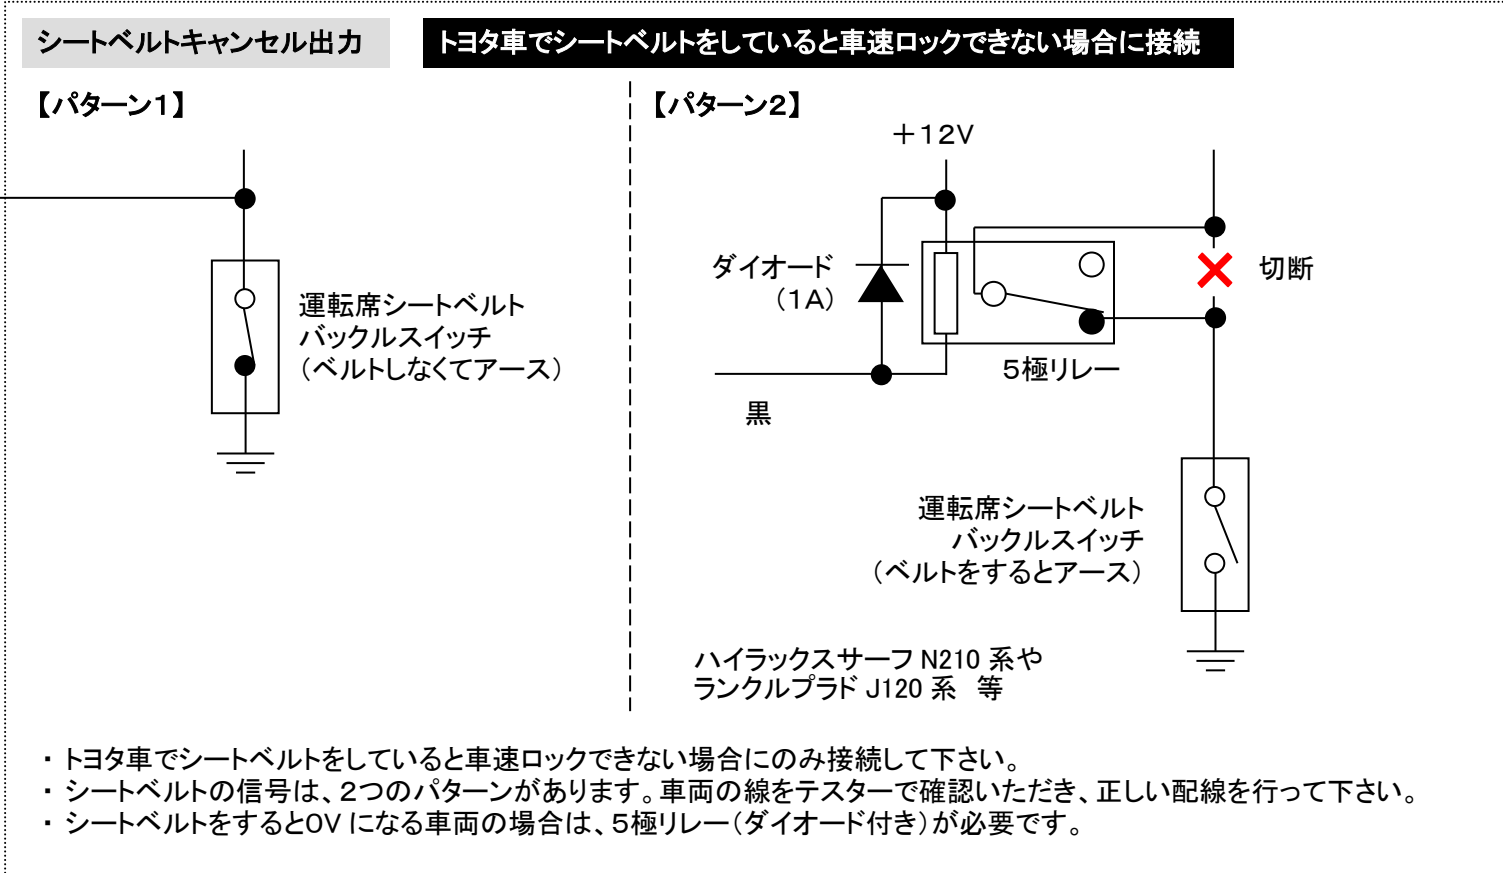 シートベルトキャンセル出力
トヨタ車でシートベルトをしていると車速ロックできない場合に接続
【パターン1】
【パターン2】
+12V
ダイオード
(1A)
切断
運転席シートベルト
バックルスイッチ
(ベルトしなくてアース)
5極リレー
黒
運転席シートベルト
バックルスイッチ
(ベルトをするとアース)
ハイラックスサーフ N210 系や
ランクルプラド J120 系 等
・ トヨタ車でシートベルトをしていると車速ロックできない場合にのみ接続して下さい。
・ シートベルトの信号は、2つのパターンがあります。車両の線をテスターで確認いただき、正しい配線を行って下さい。
・ シートベルトをすると0V になる車両の場合は、5極リレー(ダイオード付き)が必要です。